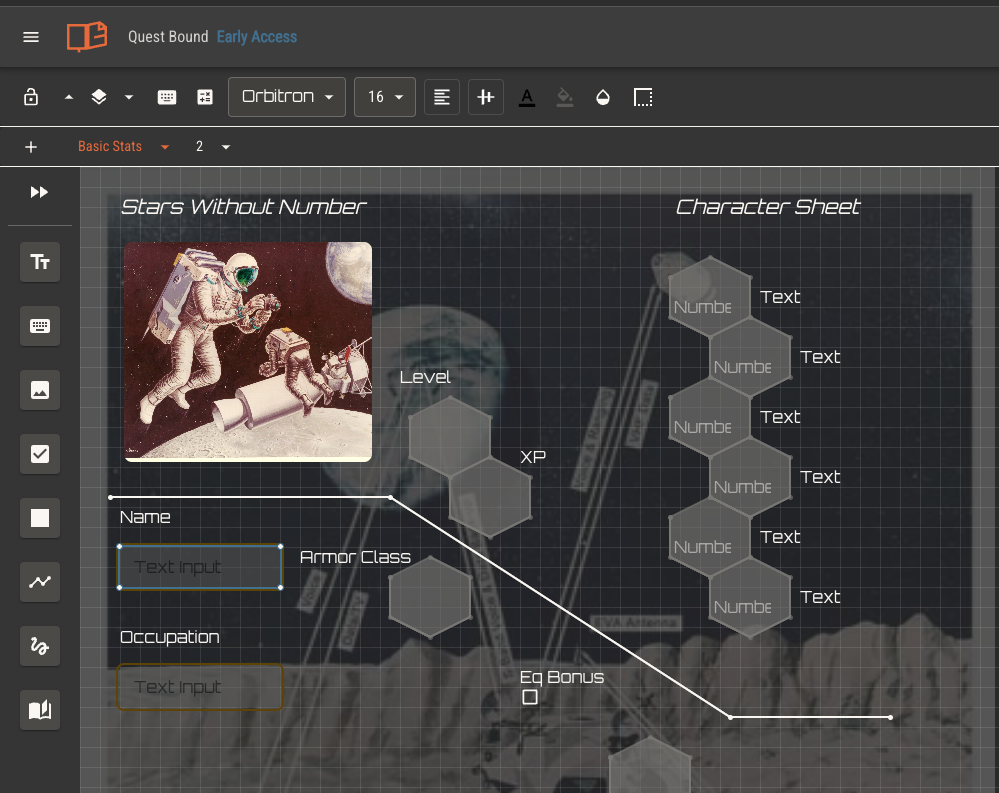 Quest Bound Early Access
Orbitron 16 A
Basic Stats 2
Stars Without Number
Character Sheet
Text
Numbe
Text
Numbe
Level
Text
Numbe
XP
Text
Numbe
Name
Text
Numbe
Armor Class
Text Input
Text
Numbe
Occupation
Eq Bonus
Text Input